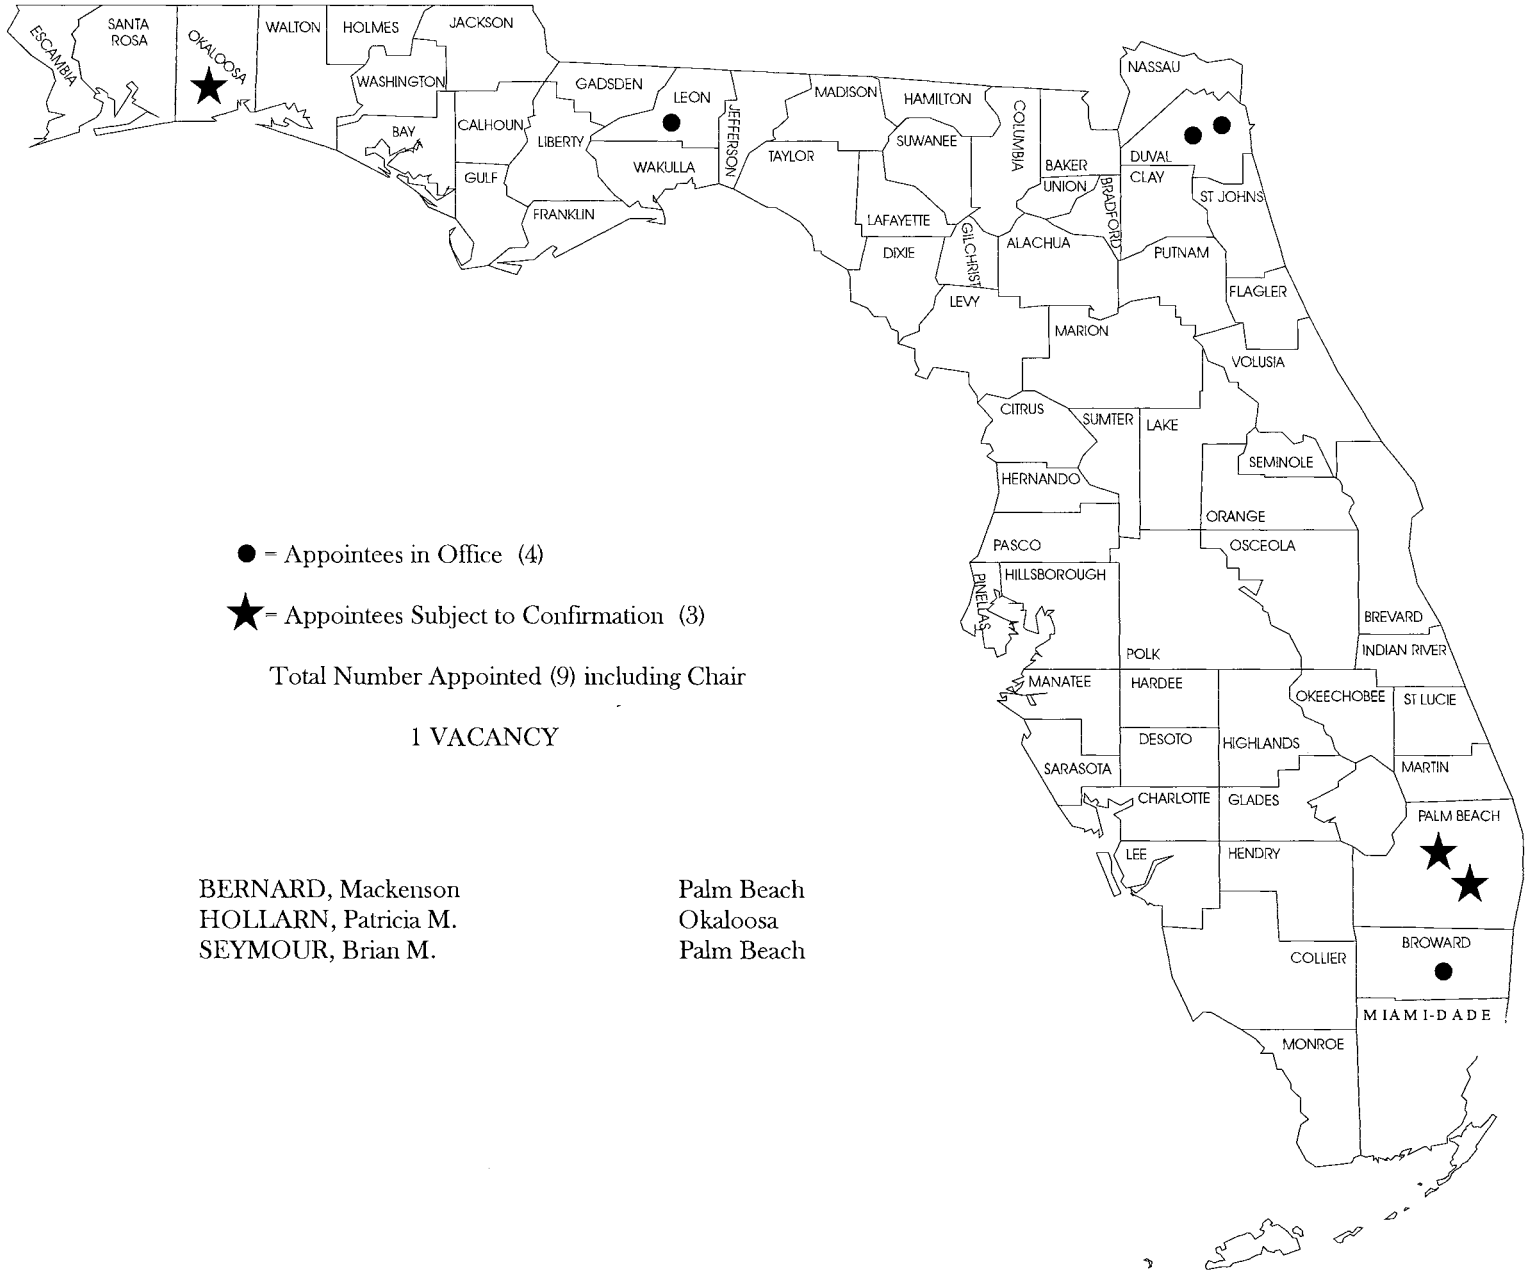 ESCAMBIA
SANTA
ROSA
OKALOOSA
WALTON
HOLMES
JACKSON
WASHINGTON
BAY
CALHOUN
GULF
LIBERTY
GADSDEN
FRANKLIN
LEON
WAKULLA
JEFFERSON
MADISON
TAYLOR
HAMILTON
SUWANEE
LAFAYETTE
DIXIE
COLUMBIA
GILCHRIST
LEVY
BAKER
UNION
BRADFORD
ALACHUA
NASSAU
DUVAL
CLAY
ST JOHNS
PUTNAM
FLAGLER
MARION
VOLUSIA
CITRUS
SUMTER
LAKE
SEMINOLE
HERNANDO
ORANGE
PASCO
OSCEOLA
PINELLAS
HILLSBOROUGH
POLK
BREVARD
INDIAN RIVER
MANATEE
HARDEE
OKEECHOBEE
ST LUCIE
DESOTO
HIGHLANDS
SARASOTA
MARTIN
CHARLOTTE
GLADES
PALM BEACH
LEE
HENDRY
BROWARD
COLLIER
MIAMI-DADE
MONROE
= Appointees in Office (4)
= Appointees Subject to Confirmation (3)
Total Number Appointed (9) including Chair
1 VACANCY
BERNARD, Mackenson Palm Beach
HOLLARN, Patricia M. Okaloosa
SEYMOUR, Brian M. Palm Beach